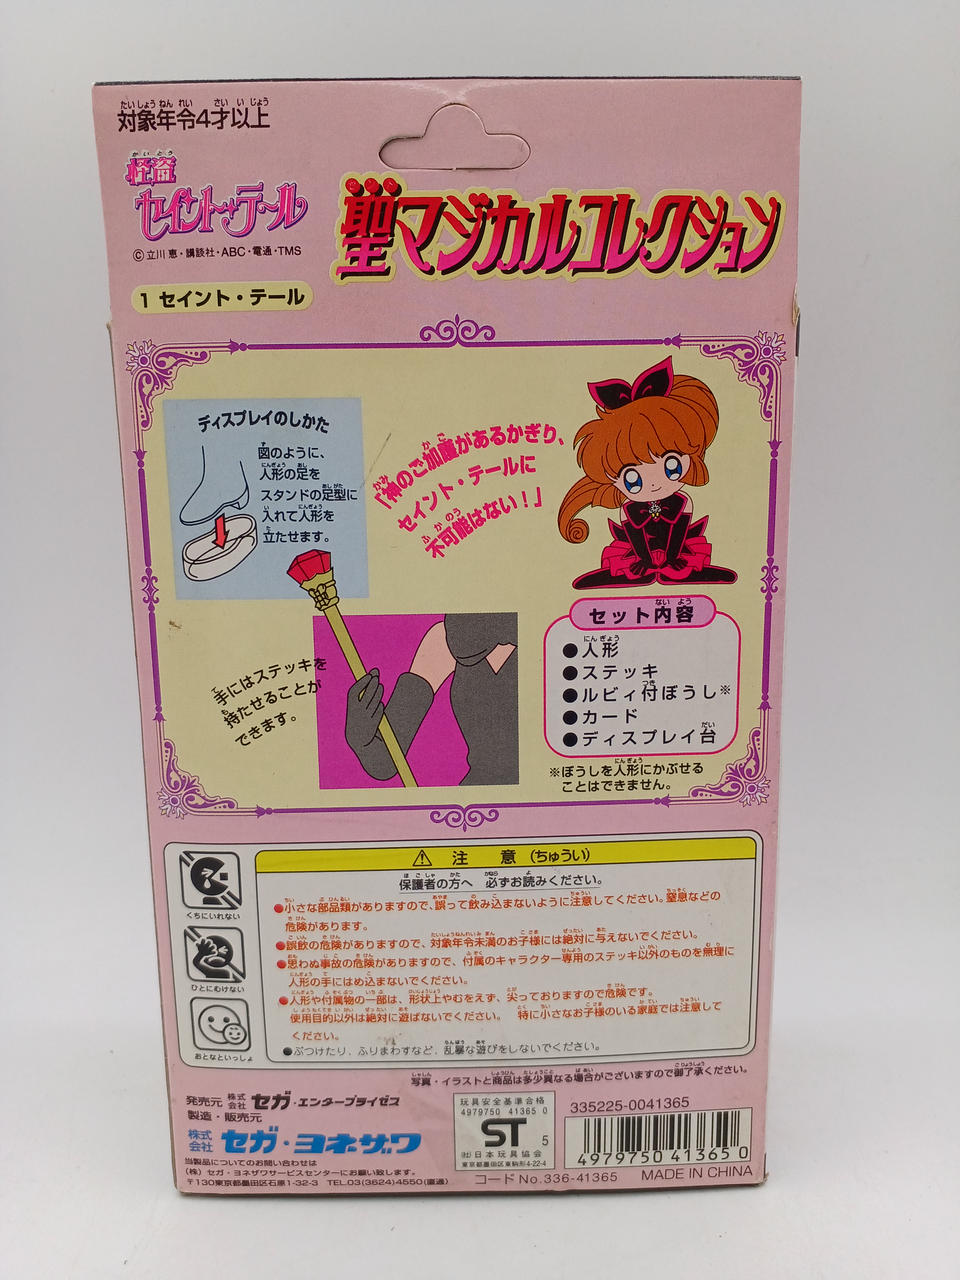 対象年令4才以上
怪盗
セイント・テール
©立川 恵・講談社・ABC・電通・TMS
聖マジカルコレクション
1 セイント・テール
ディスプレイのしかた
図のように、
人形の足を
スタンドの足型に
入れて人形を
立たせます。
「神のご加護があるかぎり、
セイント・テールに
不可能はない!」
手にはステッキを
持たせることが
できます。
セット内容
●人形
●ステッキ
●ルビィ付ぼうし※
●カード
●ディスプレイ台
※ぼうしを人形にかぶせる
ことはできません。
くちにいれない
ひとにむけない
おとなといっしょ
⚠ 注 意 (ちゅうい)
保護者の方へ 必ずお読みください。
●小さな部品類がありますので、誤って飲み込まないように注意してください。窒息などの
危険があります。
●誤飲の危険がありますので、対象年令未満のお子様には絶対に与えないでください。
●思わぬ事故の危険がありますので、付属のキャラクター専用のステッキ以外のものを無理に
人形の手にはめ込まないでください。
●人形や付属物の一部は、形状上やむをえず、尖っておりますので危険です。
使用目的以外は絶対に遊ばないでください。 特に小さなお子様のいる家庭では注意して
ください。
●ぶつけたり、ふりまわすなど、乱暴な遊びをしないでください。
写真・イラストと商品は多少異なる場合がございますので御了承ください。
発売元 株式会社 セガ・エンタープライゼス
製造・販売元
株式会社 セガ・ヨネザワ
当製品についてのお問い合わせは
(株) セガ・ヨネザワサービスセンターにお願い致します。
〒130東京都墨田区石原1-32-3 TEL.03(3624)4550(直通)
玩具安全基準合格
4979750 41365 0
ST 5
(社)日本玩具協会
東京都墨田区東駒形4-22-4
コードNo.336-41365
335225-0041365
4979750 413650
MADE IN CHINA